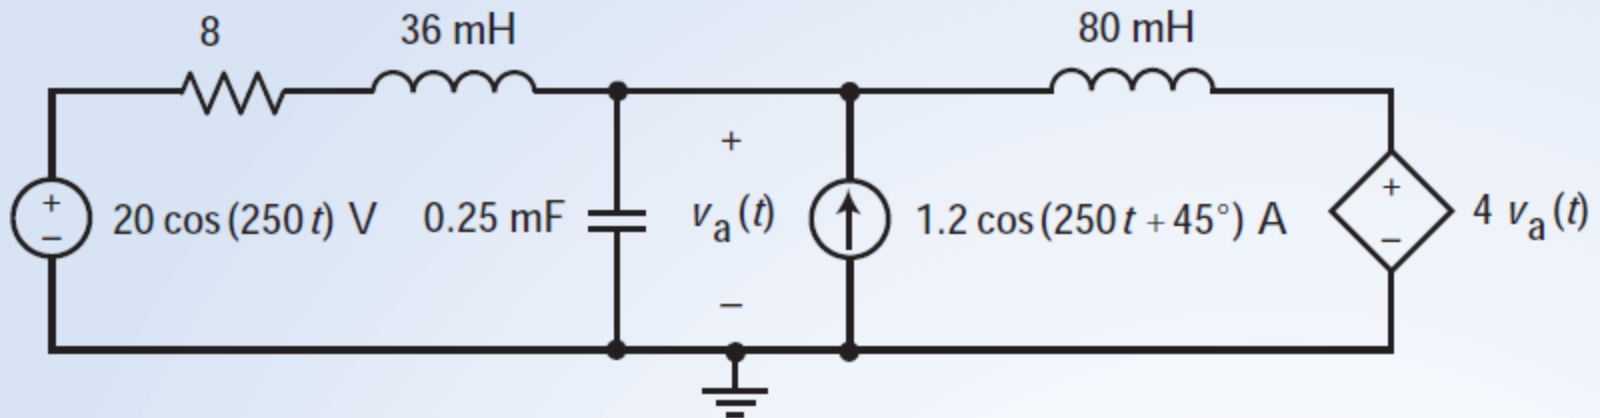 8
36 mH
80 mH
+
−
20 cos (250 t) V
0.25 mF
+
v_a (t)
−
1.2 cos (250 t + 45°) A
+
−
4 v_a (t)